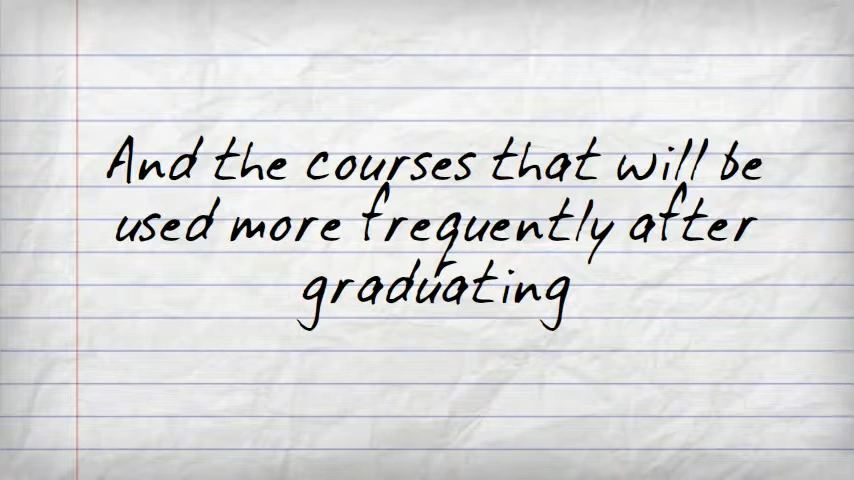 And the courses that will be
used more frequently after
graduating